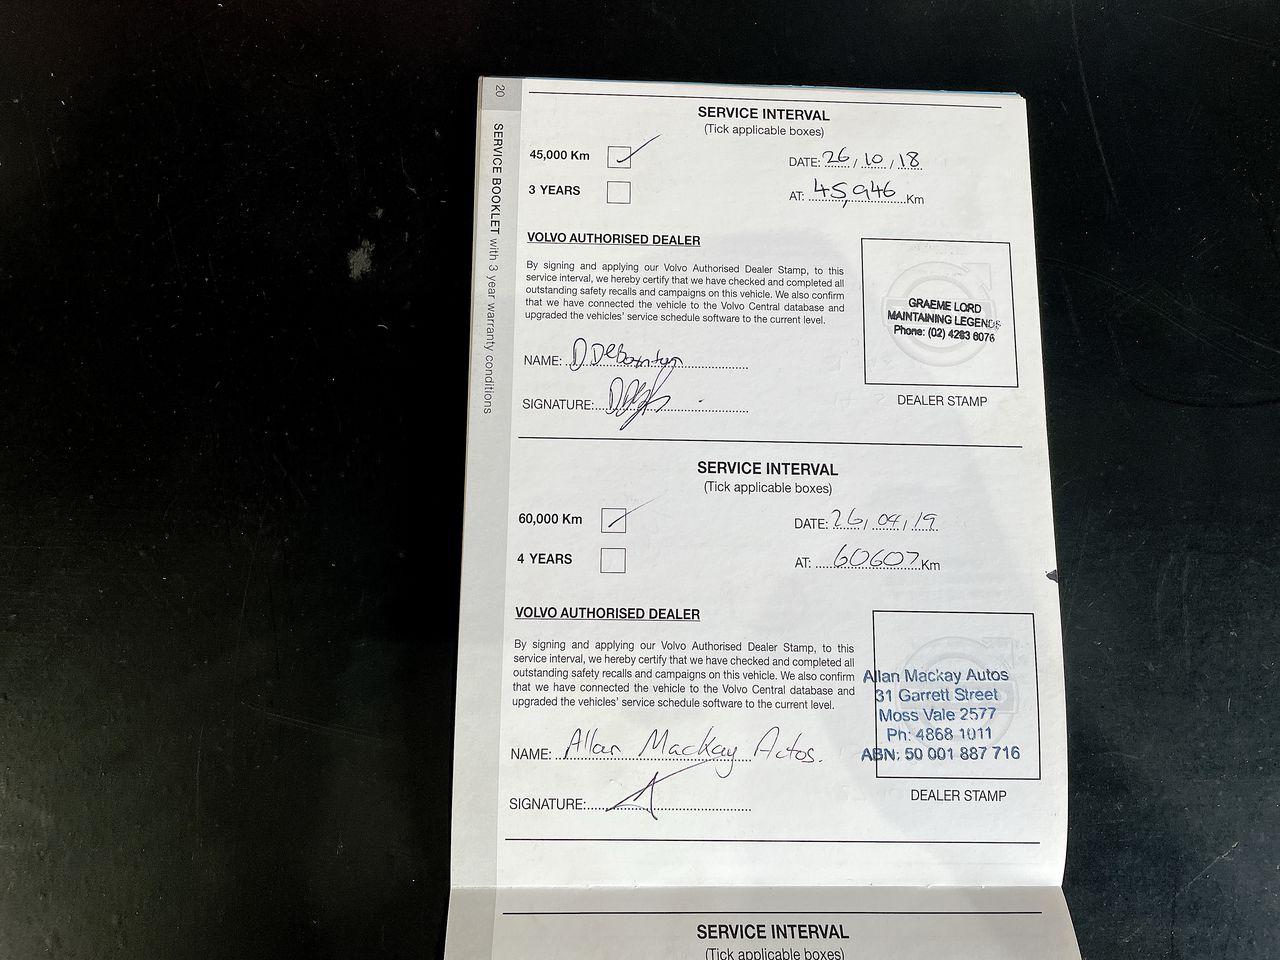 20
SERVICE BOOKLET with 3 year warranty conditions
SERVICE INTERVAL
(Tick applicable boxes)
45,000 Km
DATE: 26 / 10 / 18
3 YEARS
AT: 45,946 Km
VOLVO AUTHORISED DEALER
By signing and applying our Volvo Authorised Dealer Stamp, to this
service interval, we hereby certify that we have checked and completed all
outstanding safety recalls and campaigns on this vehicle. We also confirm
that we have connected the vehicle to the Volvo Central database and
upgraded the vehicles' service schedule software to the current level.
GRAEME LORD
MAINTAINING LEGENDS
Phone: (02) 4283 6076
NAME:
SIGNATURE:
DEALER STAMP
SERVICE INTERVAL
(Tick applicable boxes)
60,000 Km
DATE: 26 / 04 / 19
4 YEARS
AT: 60607 Km
VOLVO AUTHORISED DEALER
By signing and applying our Volvo Authorised Dealer Stamp, to this
service interval, we hereby certify that we have checked and completed all
outstanding safety recalls and campaigns on this vehicle. We also confirm
that we have connected the vehicle to the Volvo Central database and
upgraded the vehicles' service schedule software to the current level.
Allan Mackay Autos
31 Garrett Street
Moss Vale 2577
Ph: 4868 1011
ABN: 50 001 887 716
NAME: Allan Mackay Autos.
SIGNATURE:
DEALER STAMP
SERVICE INTERVAL
(Tick applicable boxes)